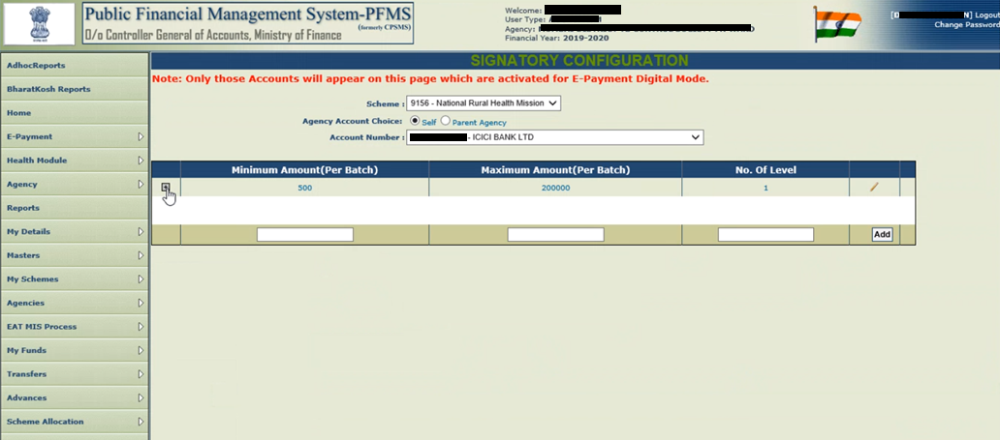 Public Financial Management System-PFMS
(formerly CPSMS)
O/o Controller General of Accounts, Ministry of Finance
Welcome:
User Type:
Agency:
Financial Year: 2019-2020
Logout
Change Password
AdhocReports
BharatKosh Reports
Home
E-Payment
Health Module
Agency
Reports
My Details
Masters
My Schemes
Agencies
EAT MIS Process
My Funds
Transfers
Advances
Scheme Allocation
SIGNATORY CONFIGURATION
Note: Only those Accounts will appear on this page which are activated for E-Payment Digital Mode.
Scheme : 9156 - National Rural Health Mission
Agency Account Choice: Self Parent Agency
Account Number : - ICICI BANK LTD
Minimum Amount(Per Batch) Maximum Amount(Per Batch) No. Of Level
500 200000 1
Add